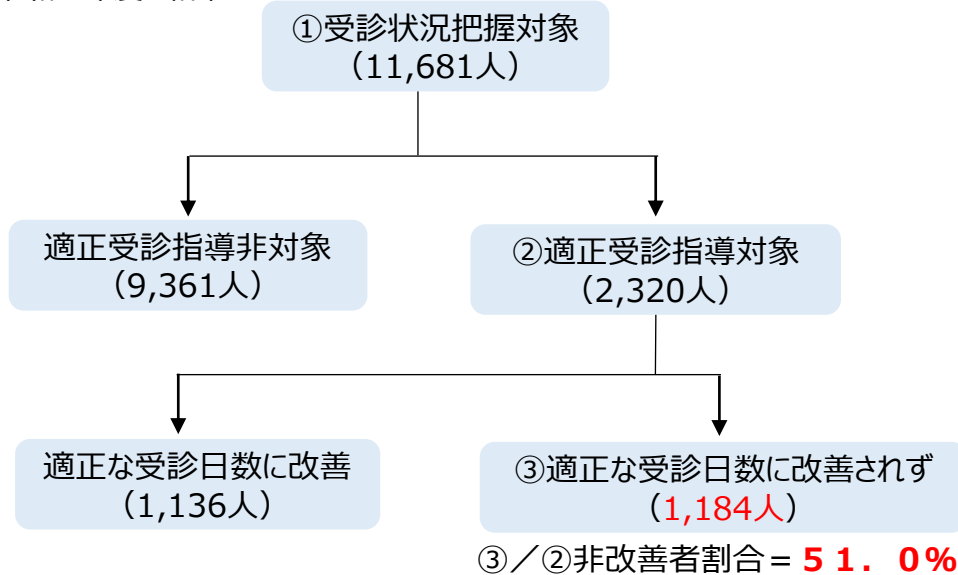 ①受診状況把握対象
（11,681人）
適正受診指導非対象
（9,361人）
②適正受診指導対象
（2,320人）
適正な受診日数に改善
（1,136人）
③適正な受診日数に改善されず
（1,184人）
③／②非改善者割合＝５１．０％